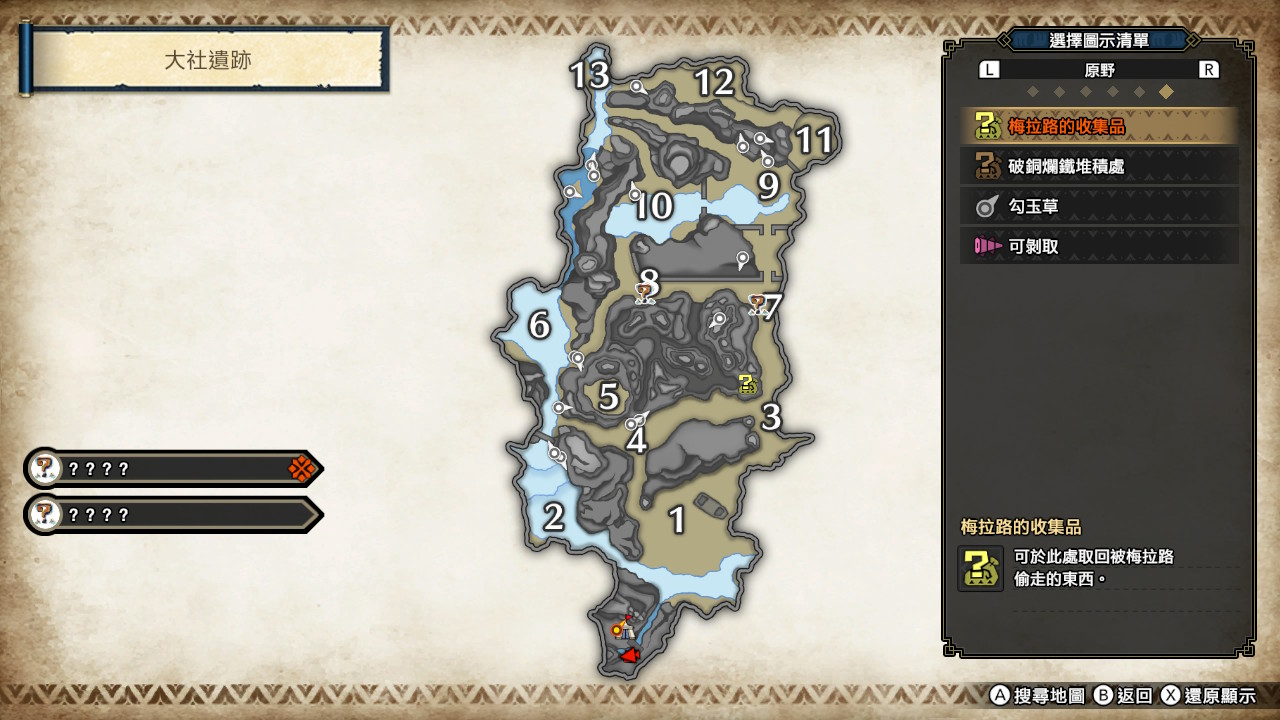 大社遺跡
選擇圖示清單
L 原野 R
梅拉路的收集品
破銅爛鐵堆積處
勾玉草
可剝取
13
12
11
9
10
8
7
6
5
3
4
2
1
????
????
梅拉路的收集品
可於此處取回被梅拉路
偷走的東西。
A搜尋地圖 B返回 X還原顯示